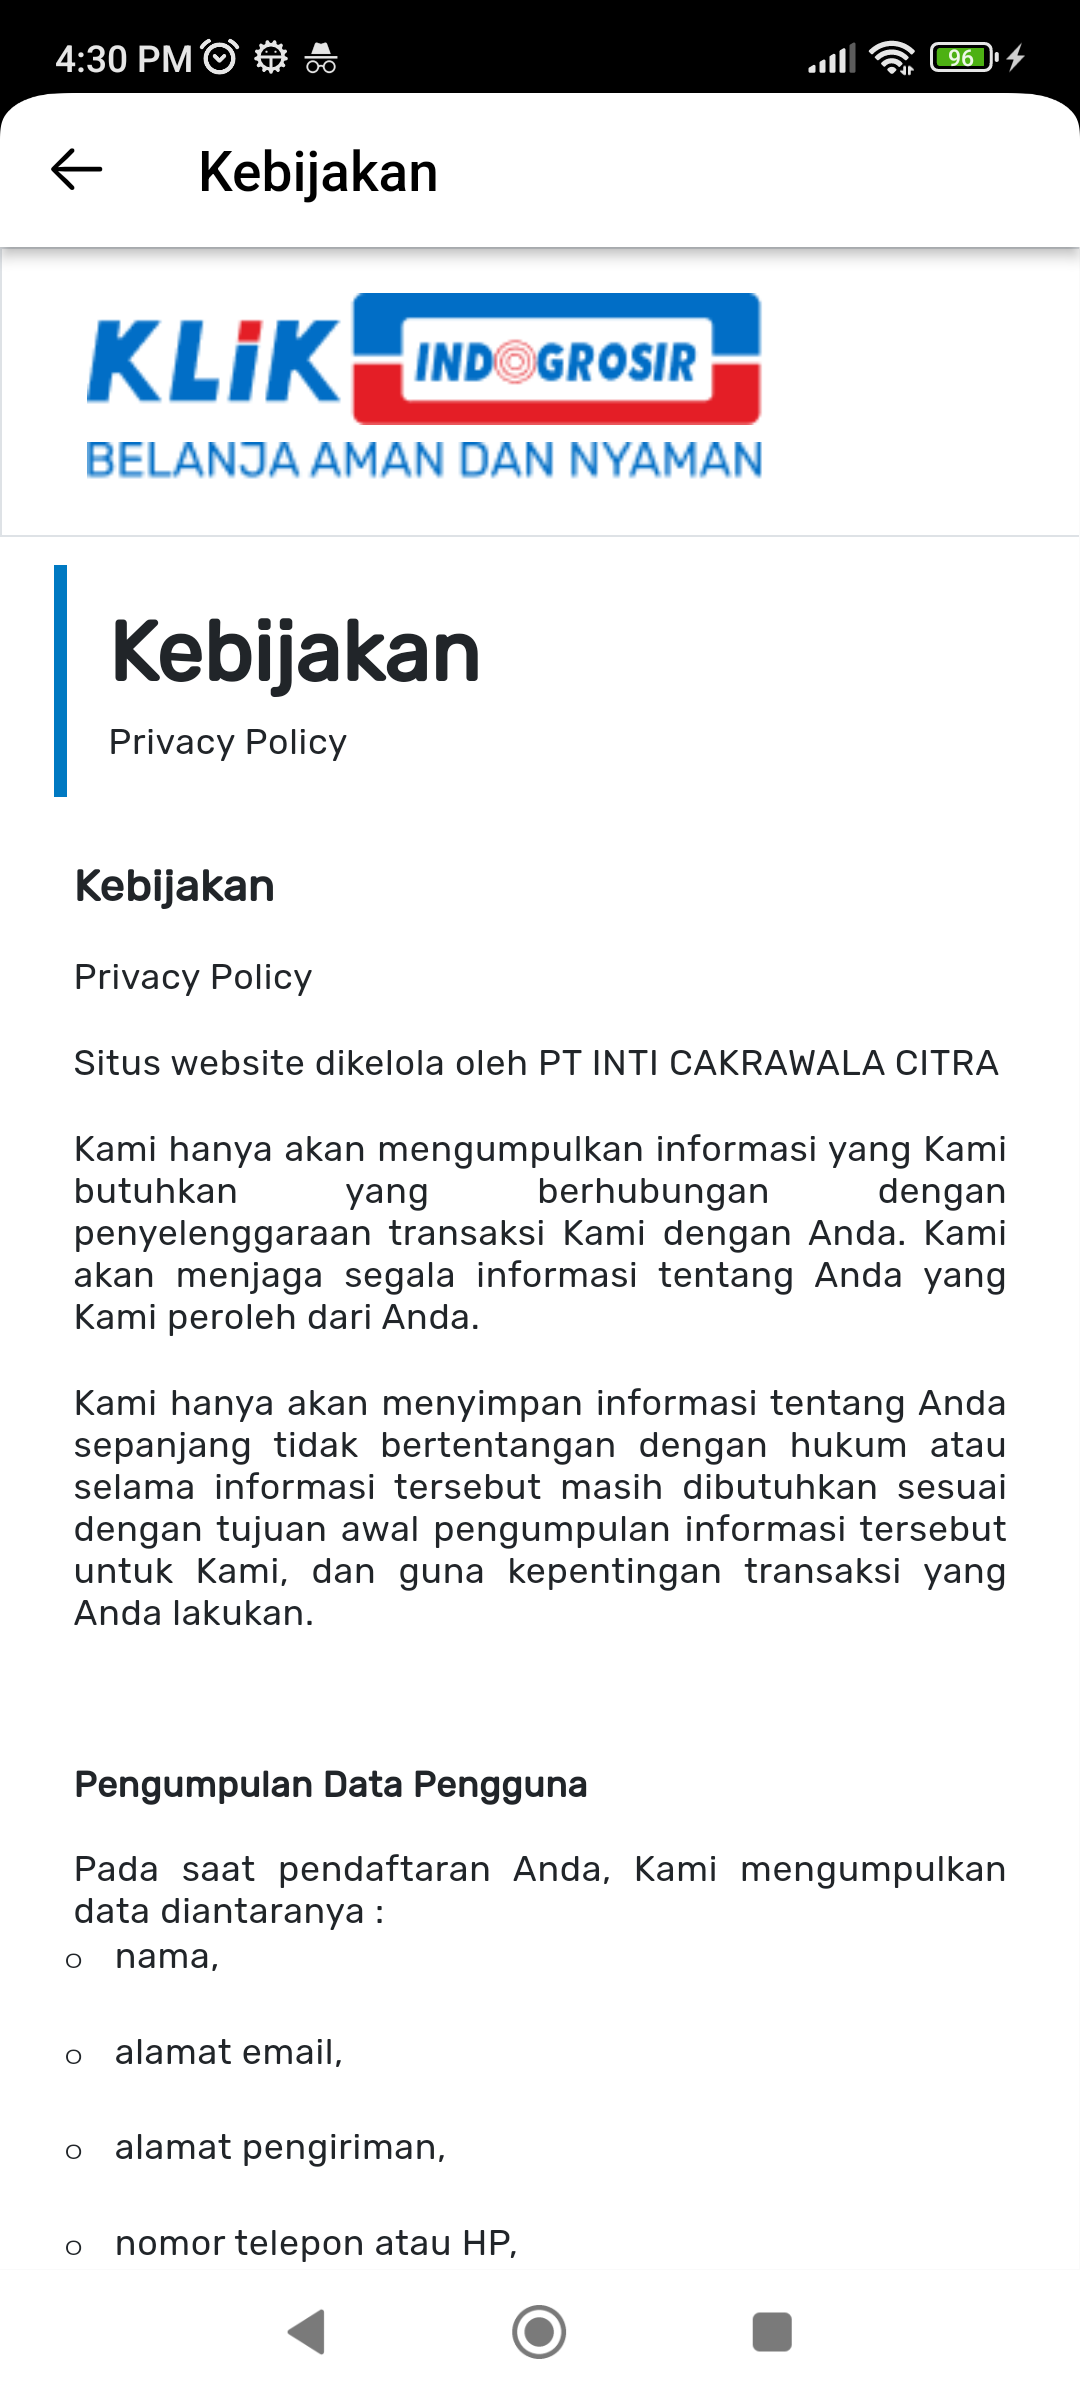 4:30 PM
96
Kebijakan
KLiK INDOGROSIR
BELANJA AMAN DAN NYAMAN
Kebijakan
Privacy Policy
Kebijakan
Privacy Policy
Situs website dikelola oleh PT INTI CAKRAWALA CITRA
Kami hanya akan mengumpulkan informasi yang Kami
butuhkan yang berhubungan dengan
penyelenggaraan transaksi Kami dengan Anda. Kami
akan menjaga segala informasi tentang Anda yang
Kami peroleh dari Anda.
Kami hanya akan menyimpan informasi tentang Anda
sepanjang tidak bertentangan dengan hukum atau
selama informasi tersebut masih dibutuhkan sesuai
dengan tujuan awal pengumpulan informasi tersebut
untuk Kami, dan guna kepentingan transaksi yang
Anda lakukan.
Pengumpulan Data Pengguna
Pada saat pendaftaran Anda, Kami mengumpulkan
data diantaranya :
o nama,
o alamat email,
o alamat pengiriman,
o nomor telepon atau HP,